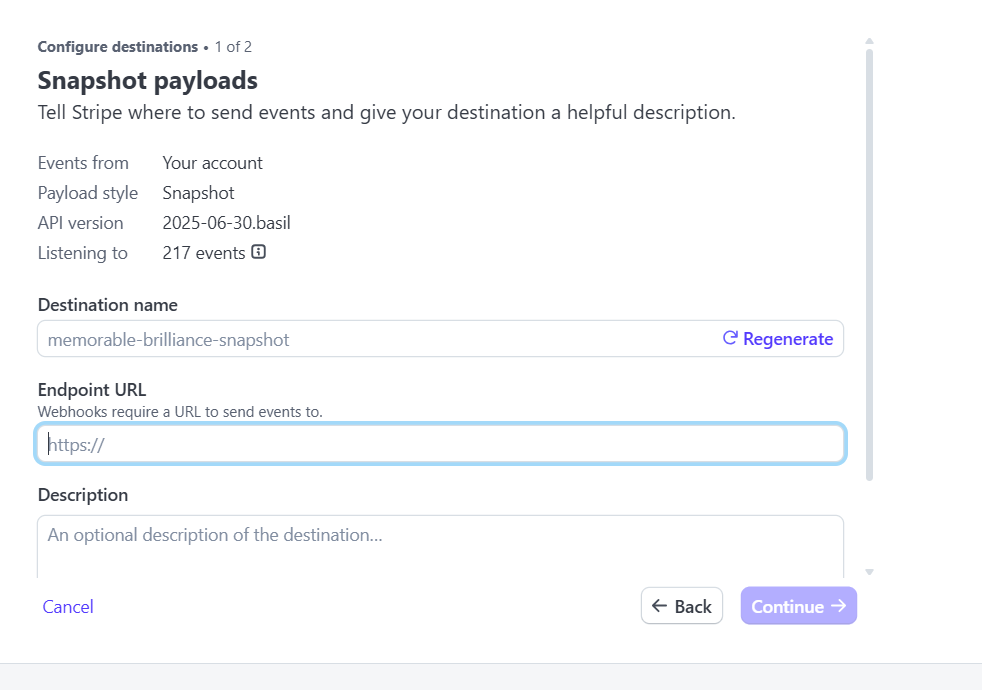 Configure destinations • 1 of 2
Snapshot payloads
Tell Stripe where to send events and give your destination a helpful description.
Events from Your account
Payload style Snapshot
API version 2025-06-30.basil
Listening to 217 events
Destination name
memorable-brilliance-snapshot Regenerate
Endpoint URL
Webhooks require a URL to send events to.
https://
Description
An optional description of the destination...
Cancel Back Continue